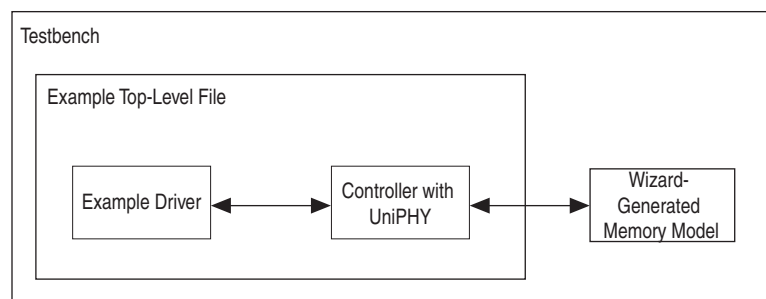 Testbench
Example Top-Level File
Example Driver
Controller with
UniPHY
Wizard-
Generated
Memory Model